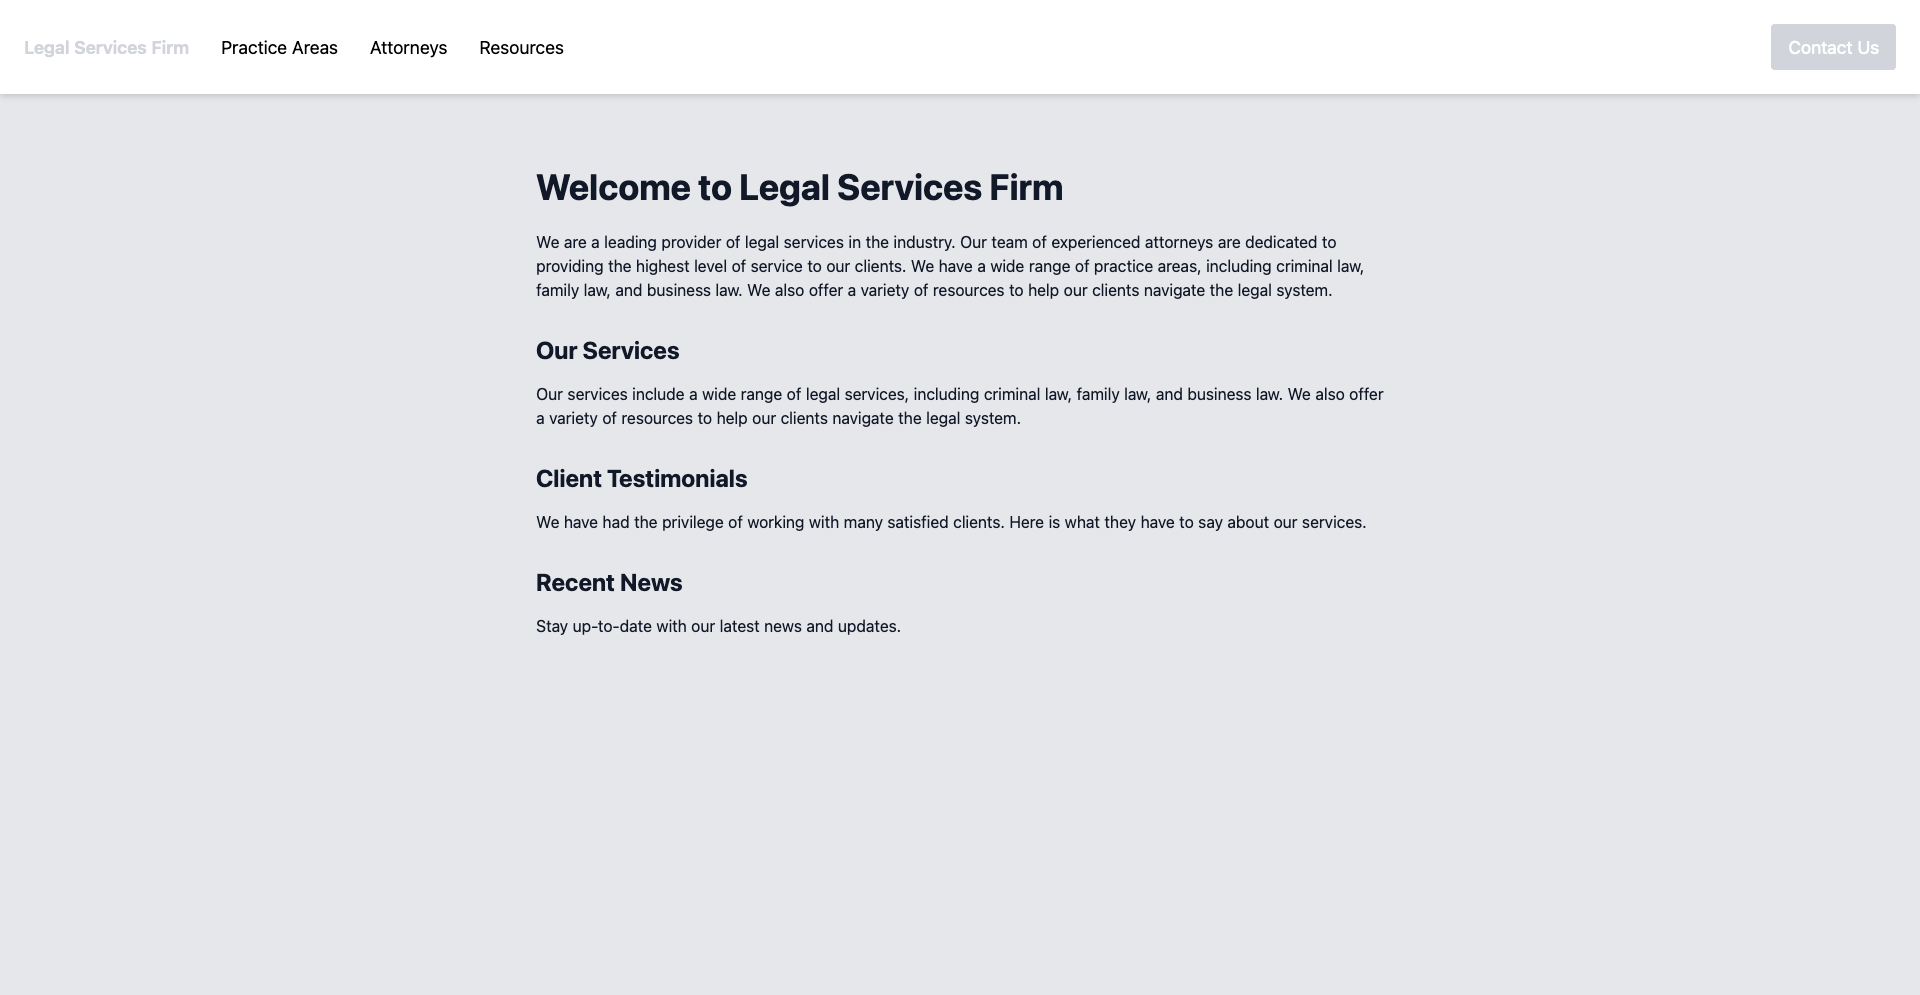 Legal Services Firm
Practice Areas
Attorneys
Resources
Contact Us
Welcome to Legal Services Firm
We are a leading provider of legal services in the industry. Our team of experienced attorneys are dedicated to
providing the highest level of service to our clients. We have a wide range of practice areas, including criminal law,
family law, and business law. We also offer a variety of resources to help our clients navigate the legal system.
Our Services
Our services include a wide range of legal services, including criminal law, family law, and business law. We also offer
a variety of resources to help our clients navigate the legal system.
Client Testimonials
We have had the privilege of working with many satisfied clients. Here is what they have to say about our services.
Recent News
Stay up-to-date with our latest news and updates.